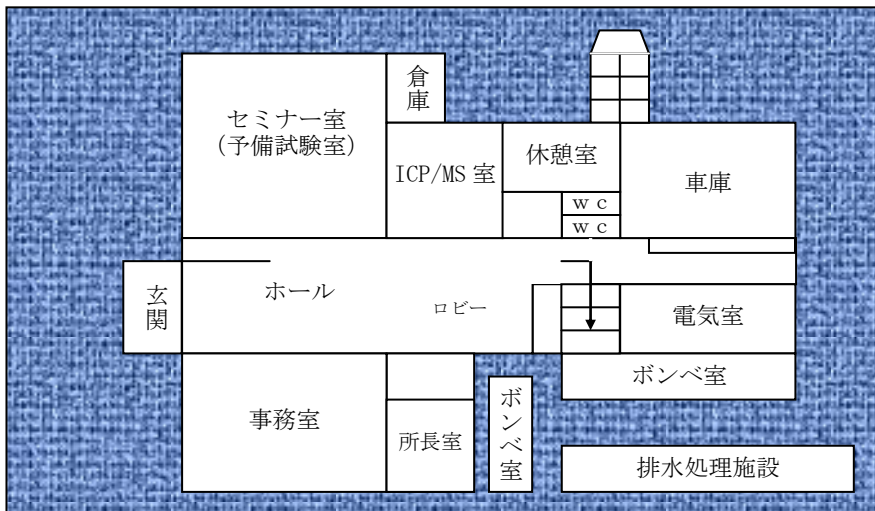 倉庫
セミナー室
(予備試験室)
休憩室
ICP/MS 室
車庫
ｗｃ
ｗｃ
玄関
ホール
ロビー
電気室
ボンベ室
ボンベ室
事務室
所長室
排水処理施設